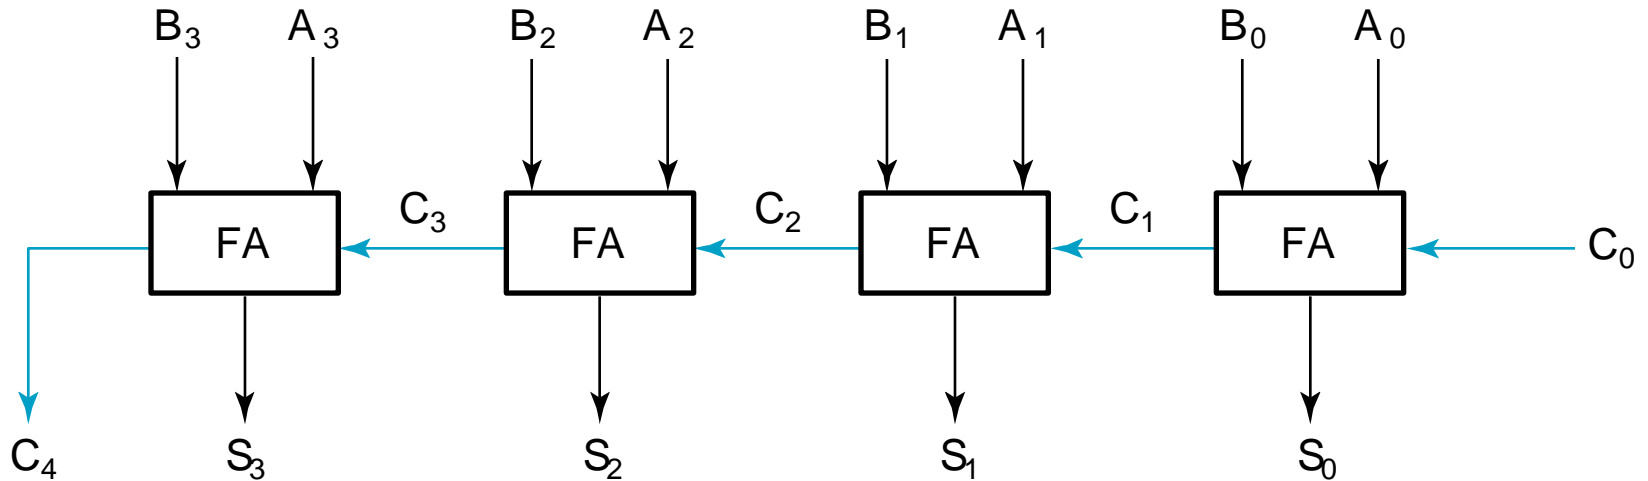 B₃ A₃ B₂ A₂ B₁ A₁ B₀ A₀
C₃ C₂ C₁
FA FA FA FA C₀
C₄ S₃ S₂ S₁ S₀